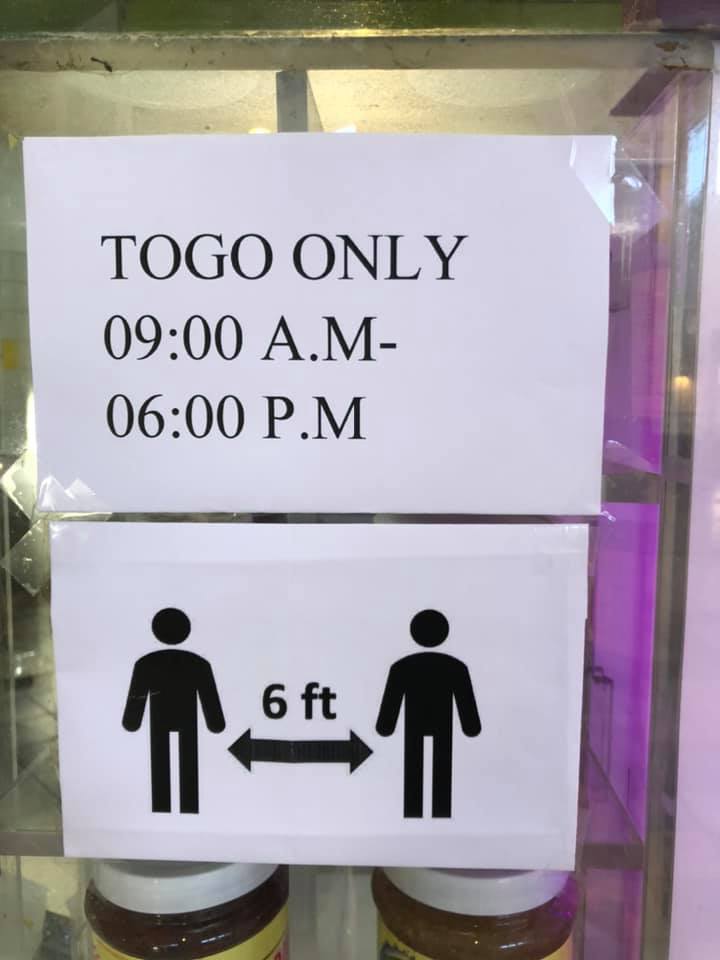 TOGO ONLY
09:00 A.M-
06:00 P.M
6 ft